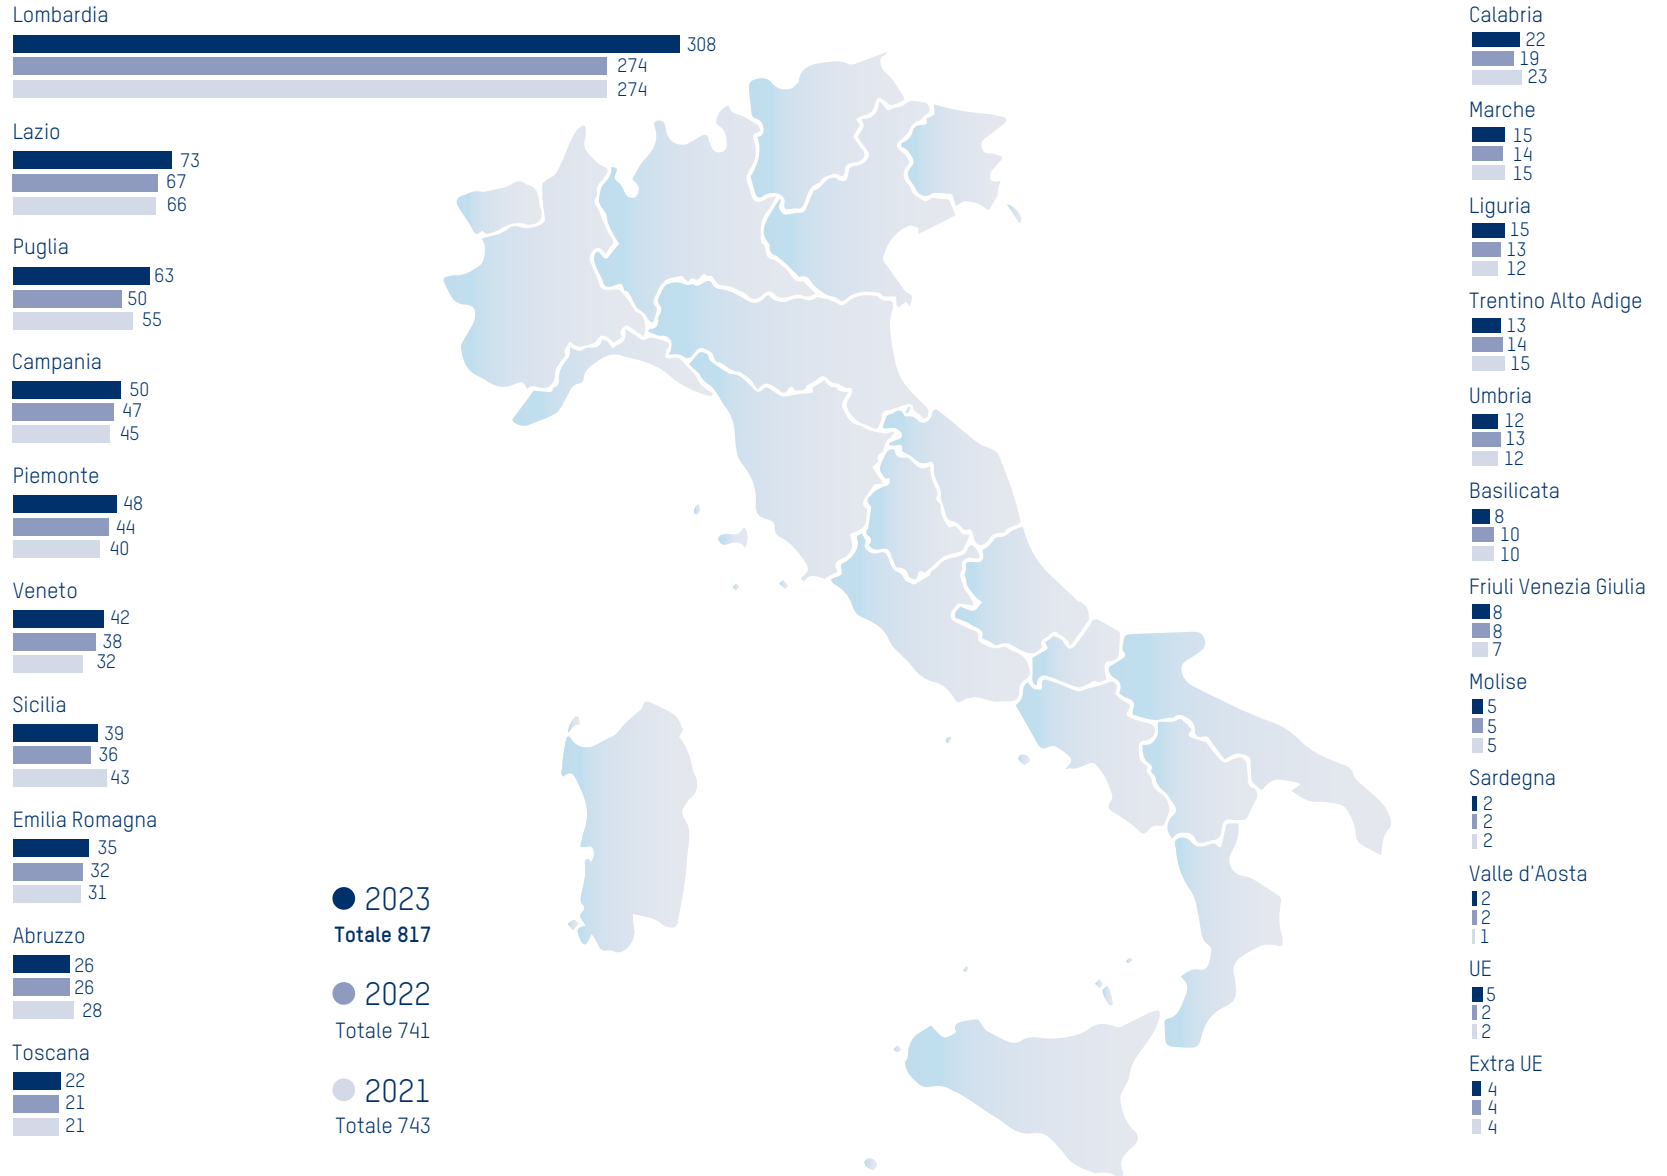 Lombardia
308
274
274
Lazio
73
67
66
Puglia
63
50
55
Campania
50
47
45
Piemonte
48
44
40
Veneto
42
38
32
Sicilia
39
36
43
Emilia Romagna
35
32
31
Abruzzo
26
26
28
Toscana
22
21
21
2023
Totale 817
2022
Totale 741
2021
Totale 743
Calabria
22
19
23
Marche
15
14
15
Liguria
15
13
12
Trentino Alto Adige
13
14
15
Umbria
12
13
12
Basilicata
8
10
10
Friuli Venezia Giulia
8
8
7
Molise
5
5
5
Sardegna
2
2
2
Valle d'Aosta
2
2
1
UE
5
2
2
Extra UE
4
4
4